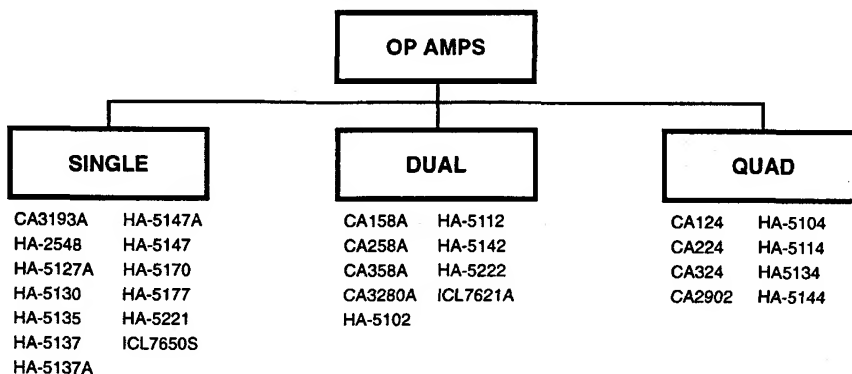 OP AMPS
SINGLE
CA3193A
HA-2548
HA-5127A
HA-5130
HA-5135
HA-5137
HA-5137A
HA-5147A
HA-5147
HA-5170
HA-5177
HA-5221
ICL7650S
DUAL
CA158A
CA258A
CA358A
CA3280A
HA-5102
HA-5112
HA-5142
HA-5222
ICL7621A
QUAD
CA124
CA224
CA324
CA2902
HA-5104
HA-5114
HA5134
HA-5144